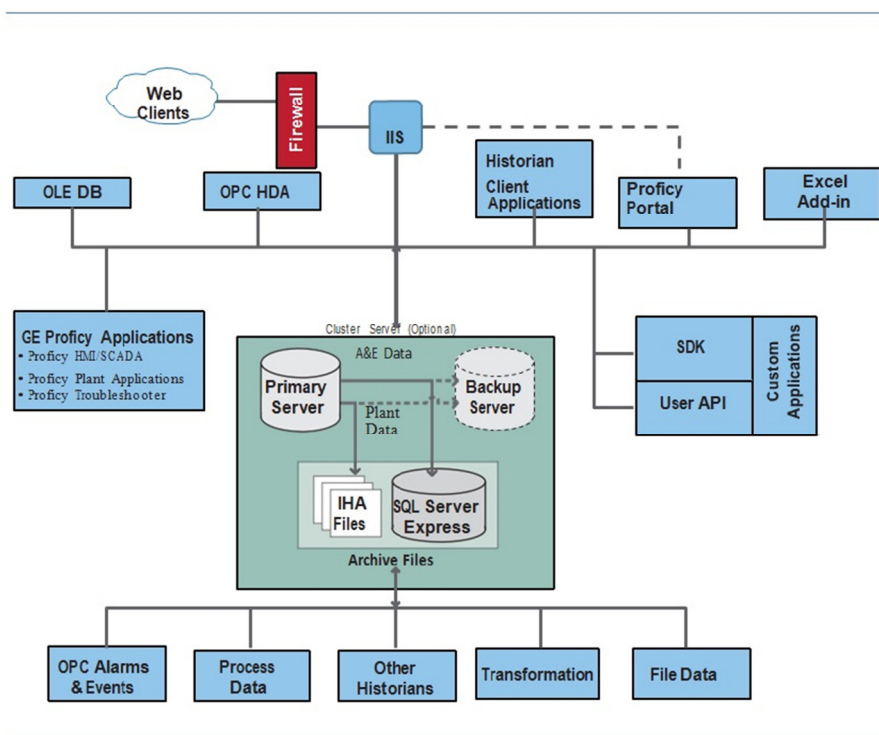 Web
Clients
Firewall
IIS
OLE DB
OPC HDA
Historian
Client
Applications
Proficy
Portal
Excel
Add-in
GE Proficy Applications
• Proficy HMI/SCADA
• Proficy Plant Applications
• Proficy Troubleshooter
Cluster Server (Optional)
A&E Data
Primary
Server
Backup
Server
Plant
Data
IHA
Files
SQL Server
Express
Archive Files
SDK
User API
Custom
Applications
OPC Alarms
& Events
Process
Data
Other
Historians
Transformation
File Data